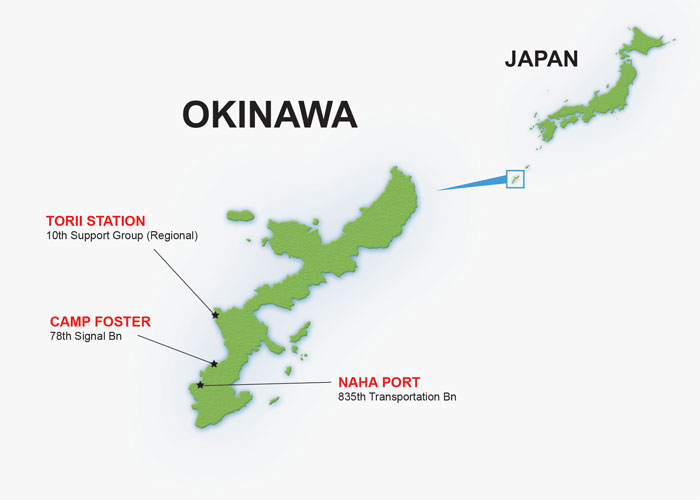 JAPAN
OKINAWA
TORII STATION
10th Support Group (Regional)
CAMP FOSTER
78th Signal Bn
NAHA PORT
835th Transportation Bn